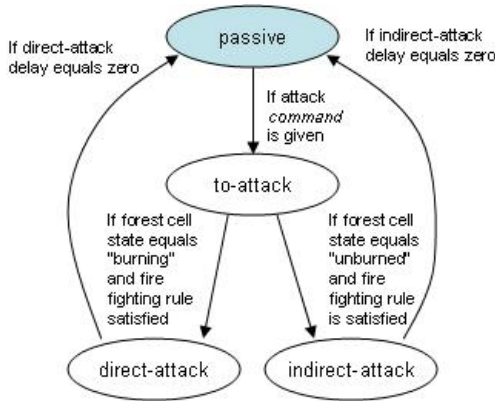 passive
If direct-attack
delay equals zero
If indirect-attack
delay equals zero
If attack
command
is given
to-attack
If forest cell
state equals
"burning"
and fire
fighting rule
satisfied
If forest cell
state equals
"unburned"
and fire
fighting rule
is satisfied
direct-attack
indirect-attack